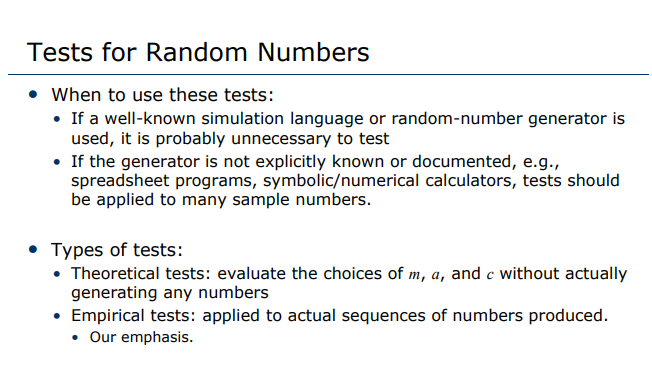 Tests for Random Numbers
• When to use these tests:
• If a well-known simulation language or random-number generator is
used, it is probably unnecessary to test
• If the generator is not explicitly known or documented, e.g.,
spreadsheet programs, symbolic/numerical calculators, tests should
be applied to many sample numbers.
• Types of tests:
• Theoretical tests: evaluate the choices of m, a, and c without actually
generating any numbers
• Empirical tests: applied to actual sequences of numbers produced.
• Our emphasis.